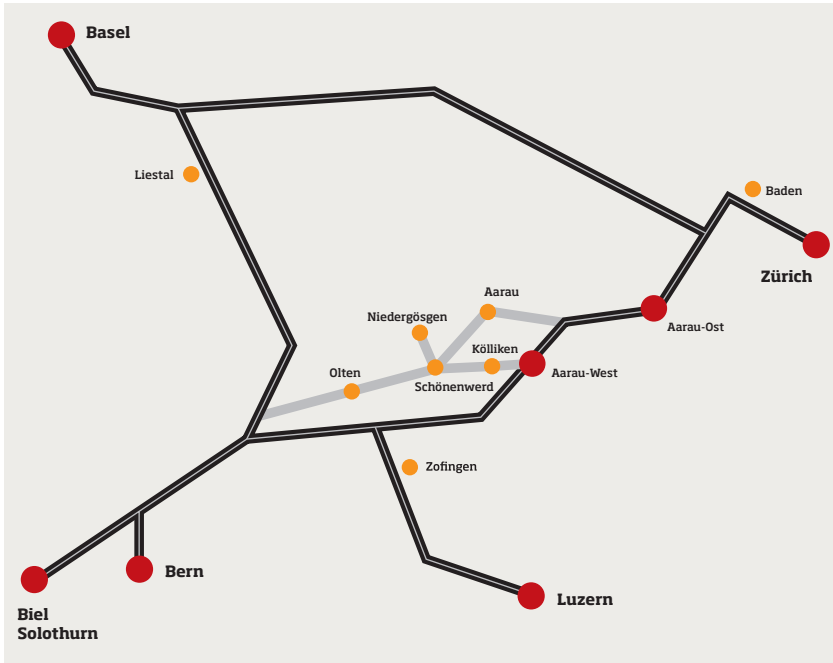 Basel
Liestal
Baden
Zürich
Aarau
Niedergösgen
Aarau-Ost
Kölliken
Olten
Aarau-West
Schönenwerd
Zofingen
Bern
Luzern
Biel
Solothurn